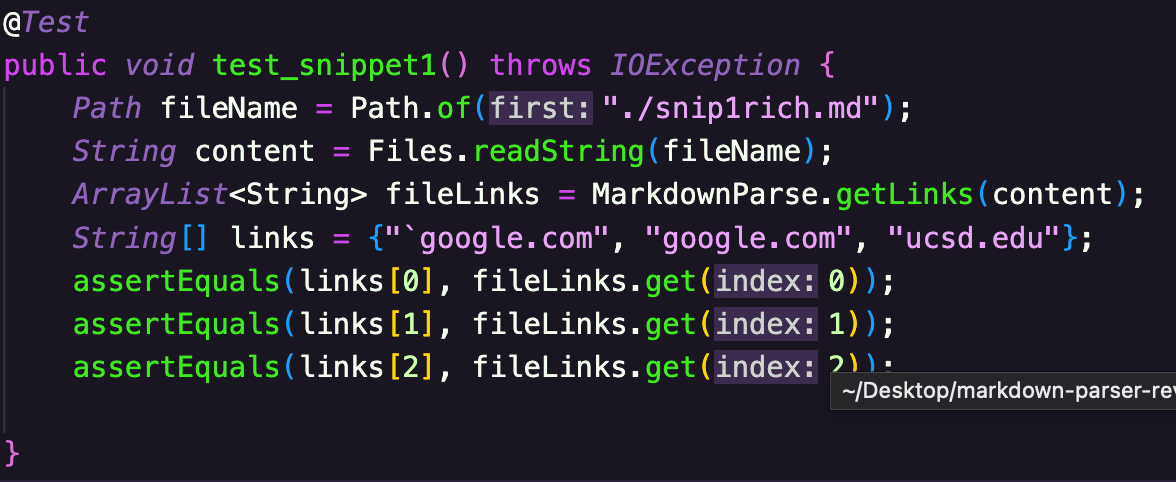 @Test
public void test_snippet1() throws IOException {
Path fileName = Path.of(first: "./snip1rich.md");
String content = Files.readString(fileName);
ArrayList<String> fileLinks = MarkdownParse.getLinks(content);
String[] links = {"`google.com", "google.com", "ucsd.edu"};
assertEquals(links[0], fileLinks.get(index: 0));
assertEquals(links[1], fileLinks.get(index: 1));
assertEquals(links[2], fileLinks.get(index: 2));
~/Desktop/markdown-parser-rev
}